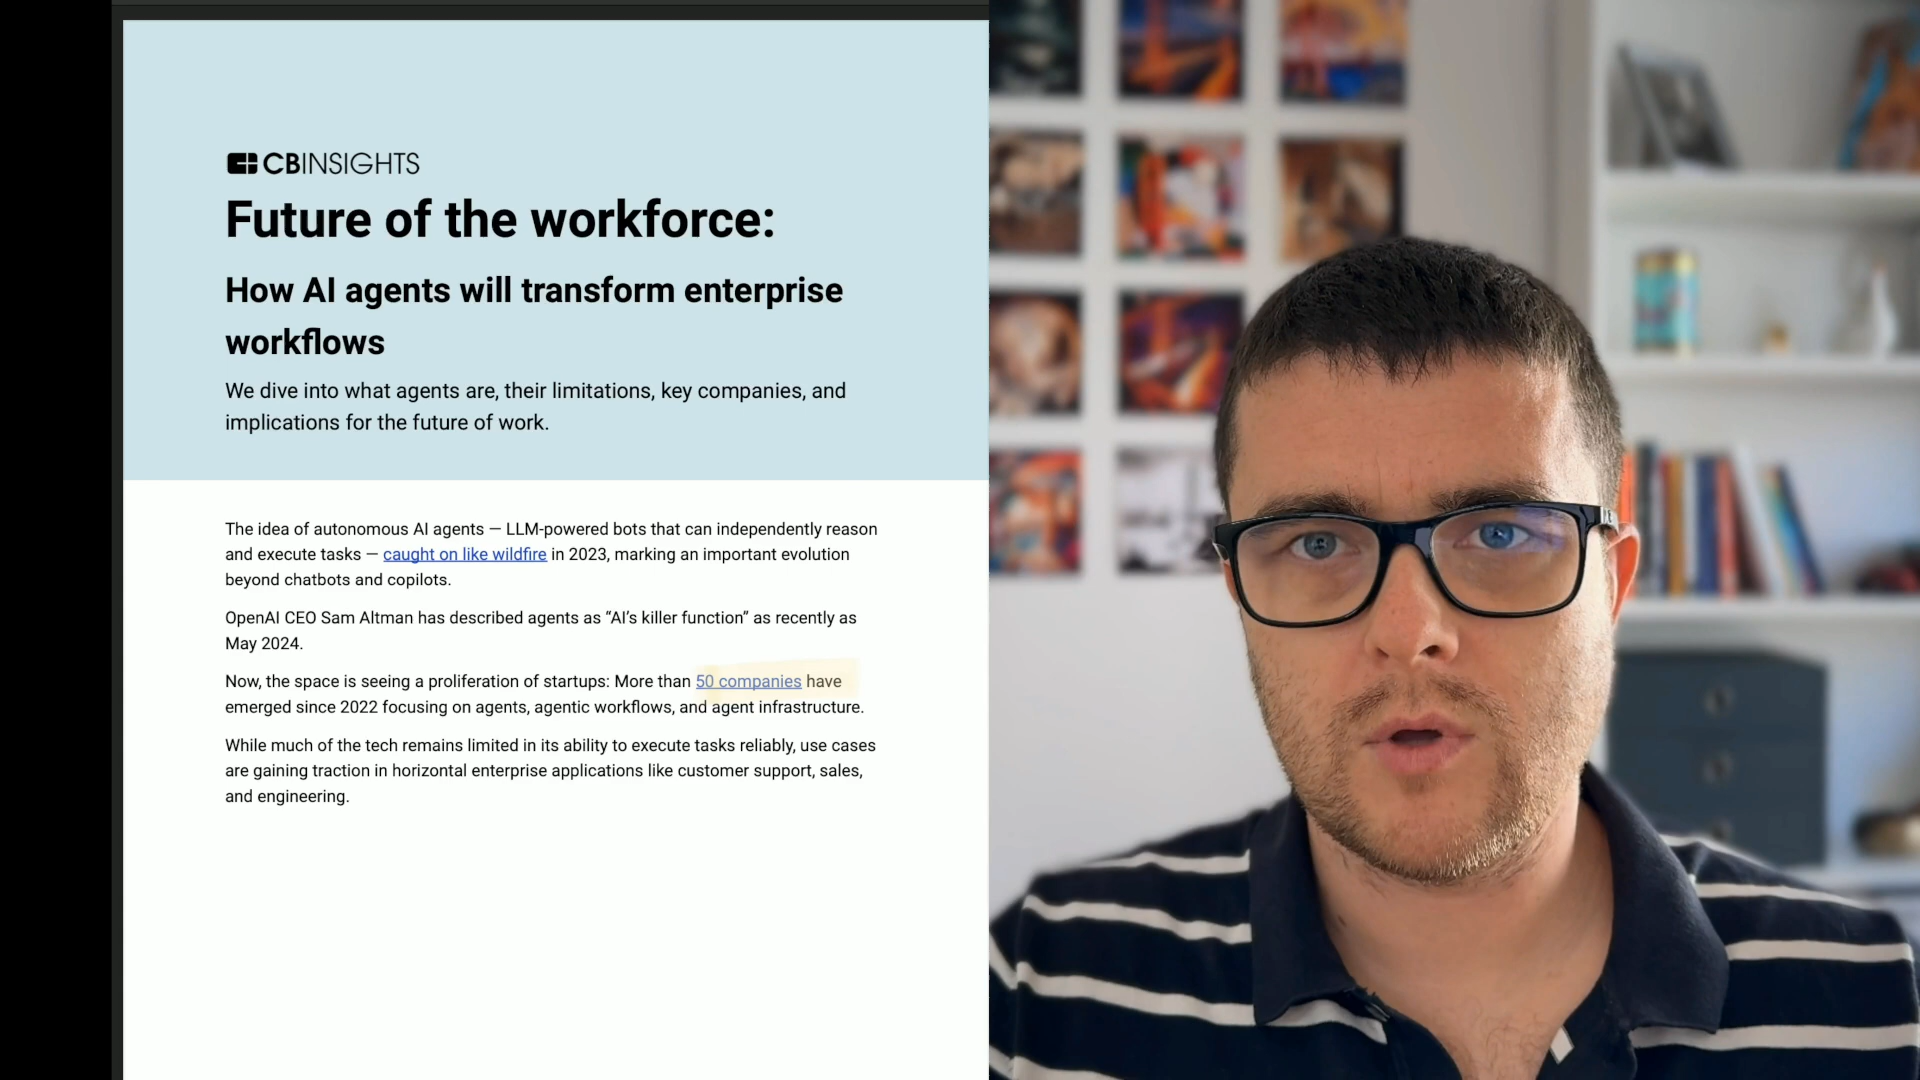 CBINSIGHTS
Future of the workforce:
How AI agents will transform enterprise
workflows
We dive into what agents are, their limitations, key companies, and
implications for the future of work.
The idea of autonomous AI agents — LLM-powered bots that can independently reason
and execute tasks — caught on like wildfire in 2023, marking an important evolution
beyond chatbots and copilots.
OpenAI CEO Sam Altman has described agents as “AI’s killer function” as recently as
May 2024.
Now, the space is seeing a proliferation of startups: More than 50 companies have
emerged since 2022 focusing on agents, agentic workflows, and agent infrastructure.
While much of the tech remains limited in its ability to execute tasks reliably, use cases
are gaining traction in horizontal enterprise applications like customer support, sales,
and engineering.